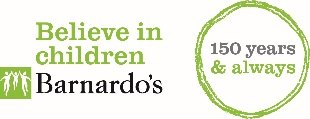 Believe in
children
Barnardo's
150 years
& always